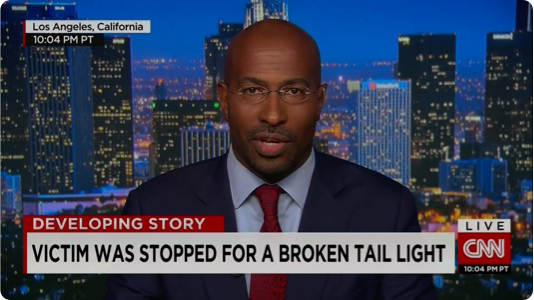 Los Angeles, California
10:04 PM PT
DEVELOPING STORY
VICTIM WAS STOPPED FOR A BROKEN TAIL LIGHT
LIVE
CNN
10:04 PM PT